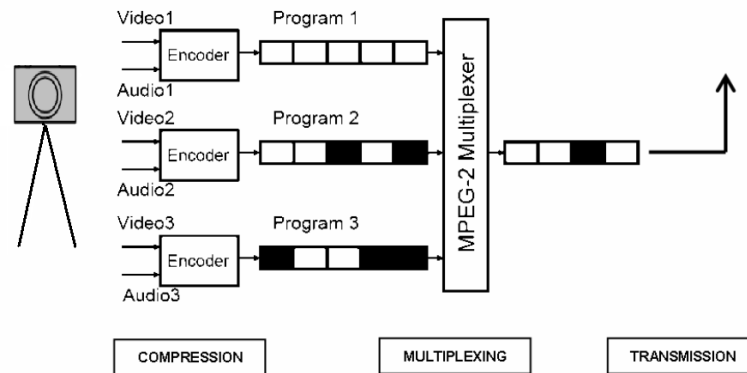 Video1
Program 1
Encoder
Audio1
Video2
Program 2
Encoder
Audio2
Video3
Program 3
Encoder
Audio3
MPEG-2 Multiplexer
COMPRESSION
MULTIPLEXING
TRANSMISSION